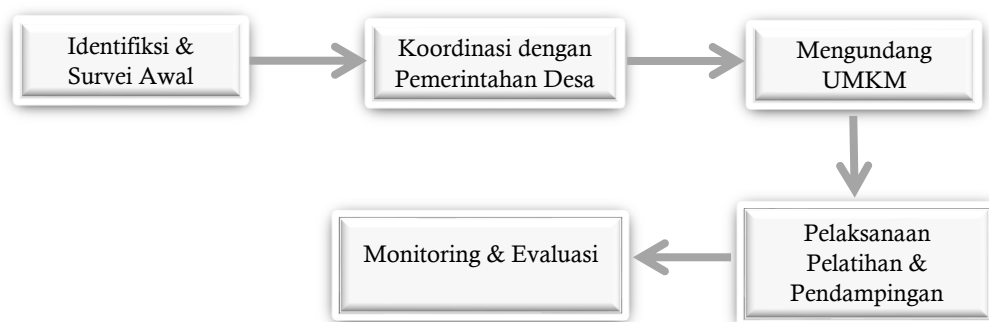 Identifiksi &
Survei Awal
Koordinasi dengan
Pemerintahan Desa
Mengundang
UMKM
Pelaksanaan
Pelatihan &
Pendampingan
Monitoring & Evaluasi